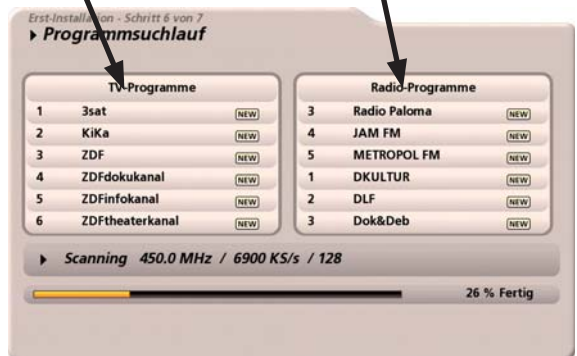 Erst-Installation - Schritt 6 von 7
Programmsuchlauf
TV-Programme
1 3sat NEW
2 KiKa NEW
3 ZDF NEW
4 ZDFdokukanal NEW
5 ZDFinfokanal NEW
6 ZDFtheaterkanal NEW
Radio-Programme
3 Radio Paloma NEW
4 JAM FM NEW
5 METROPOL FM NEW
1 DKULTUR NEW
2 DLF NEW
3 Dok&Deb NEW
Scanning 450.0 MHz / 6900 KS/s / 128
26 % Fertig